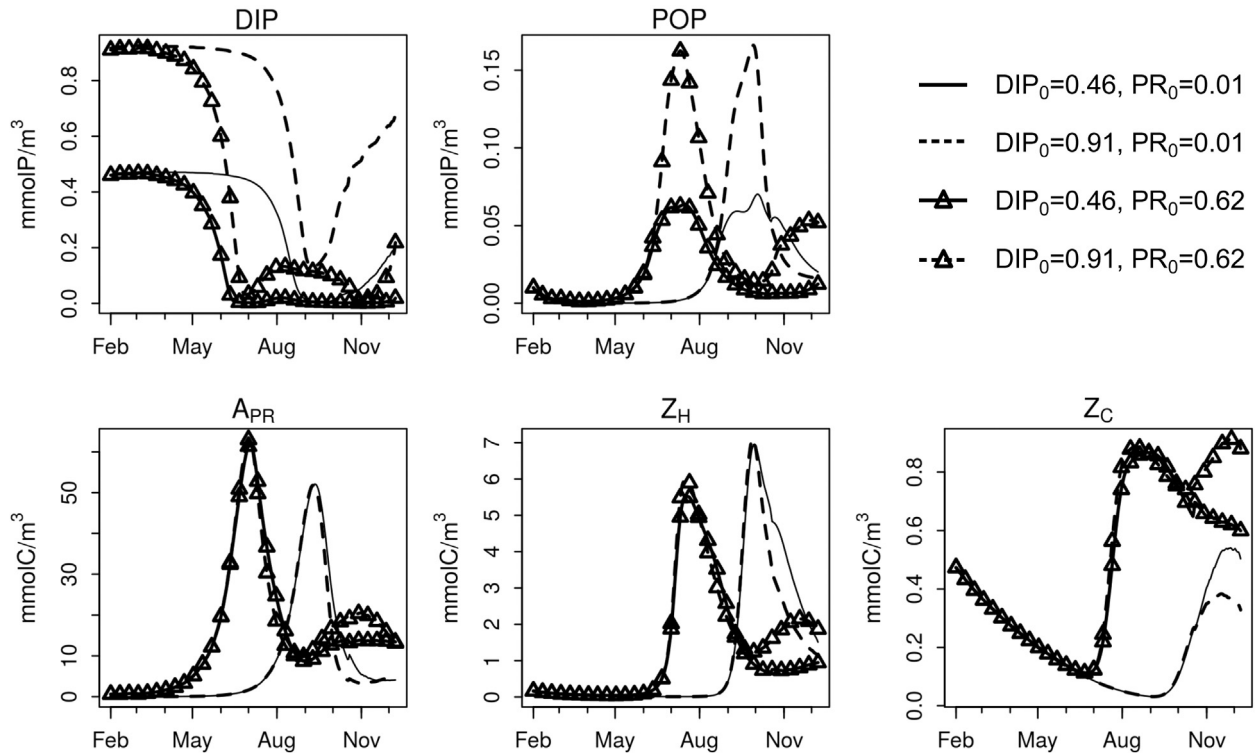 DIP
POP
mmolP/m³
0.0 0.2 0.4 0.6 0.8
Feb May Aug Nov
mmolP/m³
0.00 0.05 0.10 0.15
Feb May Aug Nov
DIP₀=0.46, PR₀=0.01
DIP₀=0.91, PR₀=0.01
DIP₀=0.46, PR₀=0.62
DIP₀=0.91, PR₀=0.62
A_PR
Z_H
Z_C
mmolC/m³
0 10 30 50
Feb May Aug Nov
mmolC/m³
0 1 2 3 4 5 6 7
Feb May Aug Nov
mmolC/m³
0.0 0.2 0.4 0.6 0.8
Feb May Aug Nov